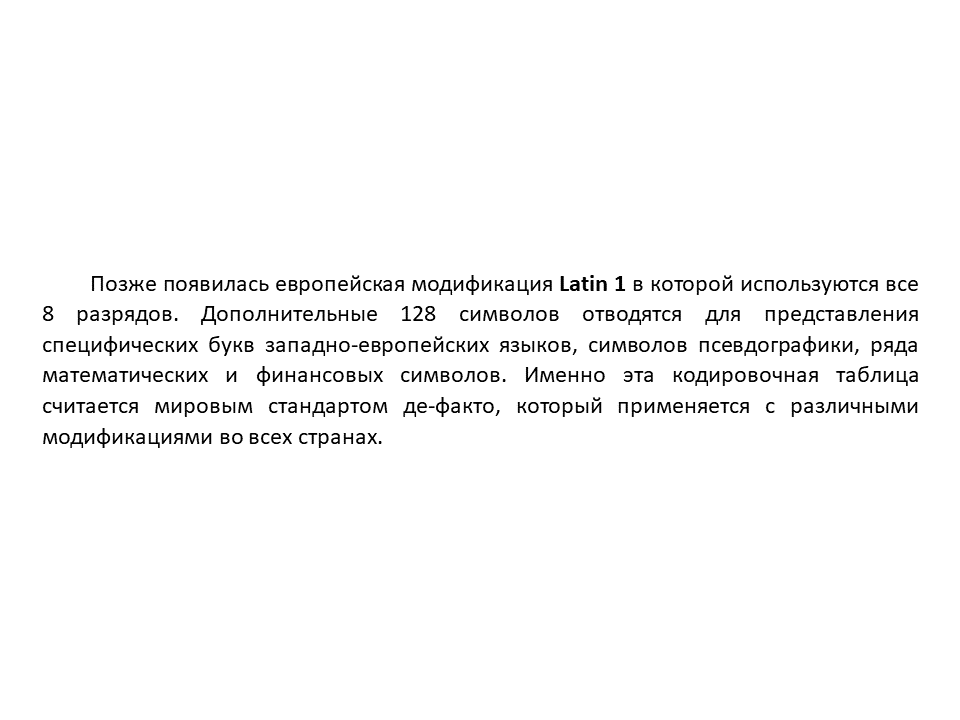 Позже появилась европейская модификация Latin 1 в которой используются все
8 разрядов. Дополнительные 128 символов отводятся для представления
специфических букв западно-европейских языков, символов псевдографики, ряда
математических и финансовых символов. Именно эта кодировочная таблица
считается мировым стандартом де-факто, который применяется с различными
модификациями во всех странах.